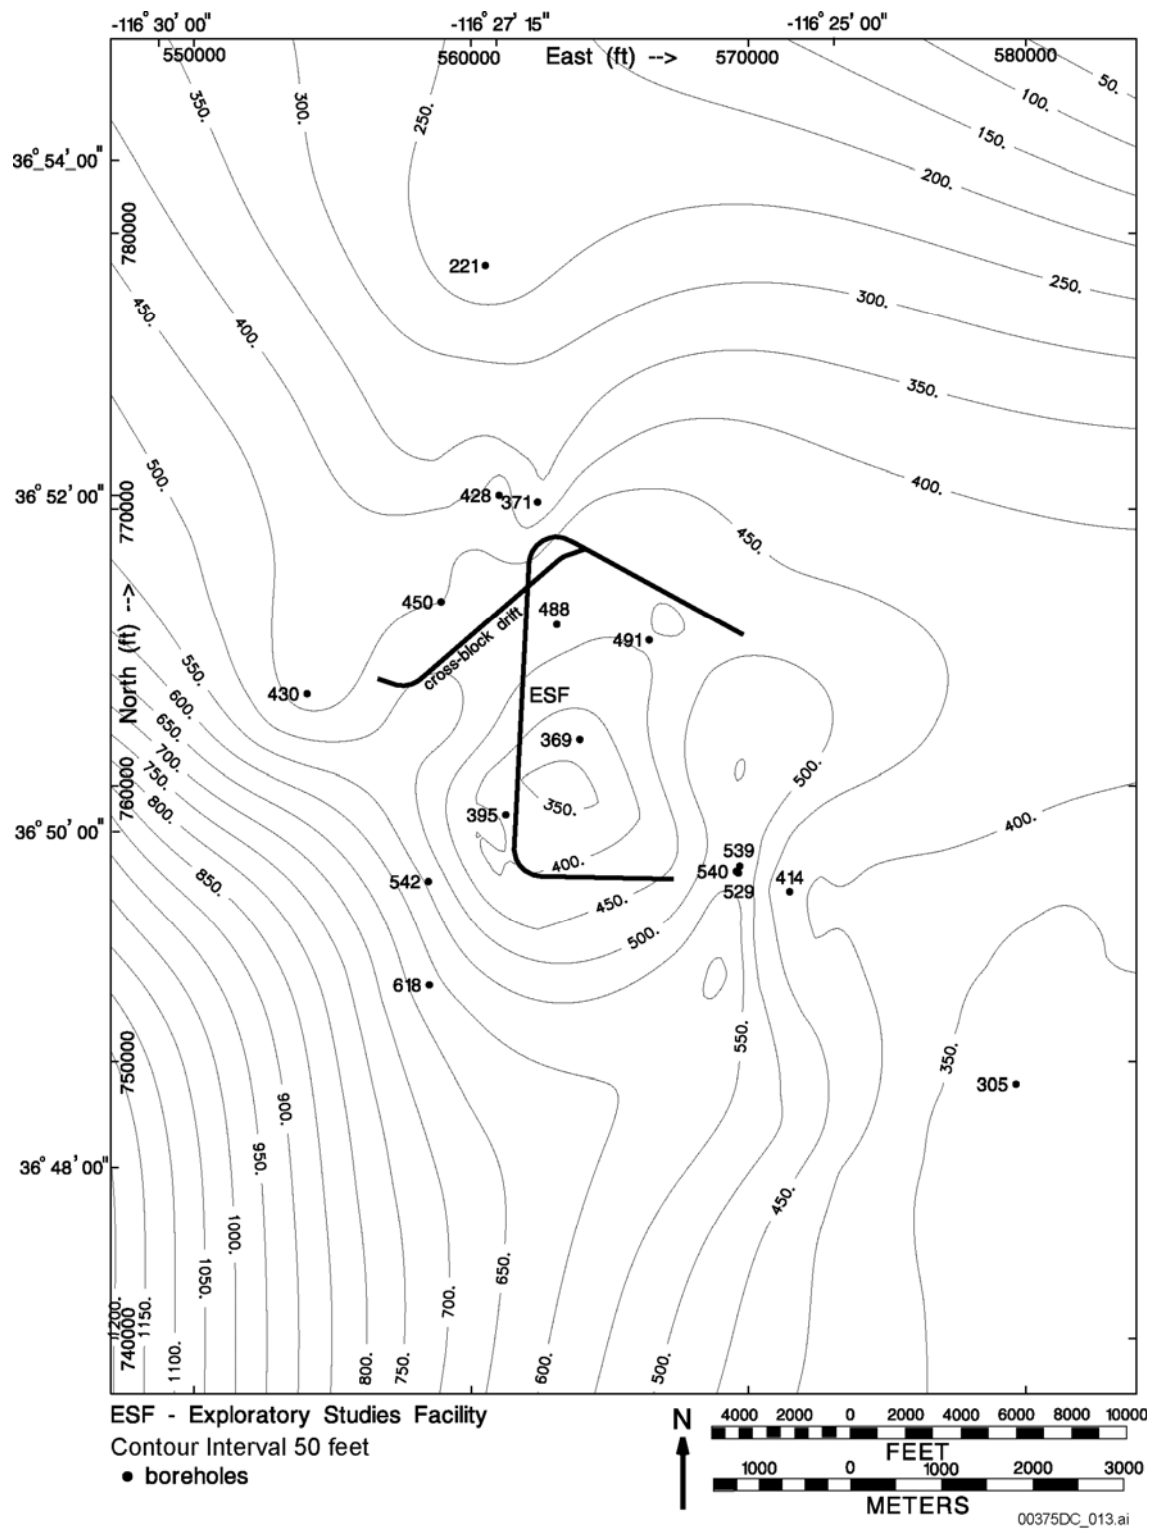 -116° 30' 00" -116° 27' 15" -116° 25' 00"
550000 560000 East (ft) --> 570000 580000
50.
350. 300. 250. 100.
150.
36°_54' 00"
200.
780000
221
250.
450. 300.
400.
350.
500.
36° 52' 00"
428 371 400.
770000
450.
North (ft) -->
450 488
cross-block drift
491
550.
430 ESF
600.
650. 369
700.
750. 500.
760000
800. 350.
395 400.
36° 50' 00"
539
400.
540
850. 542 529 414
450.
500.
618
550.
750000
350.
305
900.
950.
36° 48' 00"
450.
1000.
1050. 650.
700.
1200. 1150.
740000
1100. 800. 750. 600. 500.
ESF - Exploratory Studies Facility
Contour Interval 50 feet
boreholes
N
4000 2000 0 2000 4000 6000 8000 10000
FEET
1000 0 1000 2000 3000
METERS
00375DC_013.ai